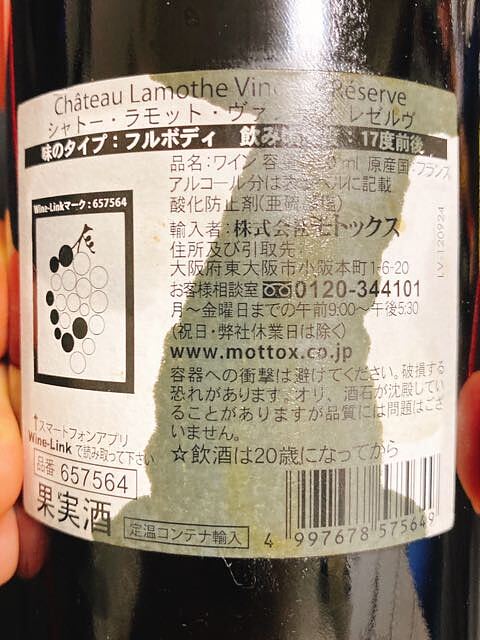 Château Lamothe Vin Réserve
シャトー・ラモット・ヴァ レゼルヴ
味のタイプ：フルボディ 飲み 17度前後
品名：ワイン 容 ml 原産国：フランス
アルコール分は ベルに記載
酸化防止剤(亜硫酸塩)
輸入者：株式会社モトックス
住所及び引取先：
大阪府東大阪市小阪本町1-6-20
お客様相談室 0120-344101
月～金曜日までの午前9:00～午後5:30
(祝日・弊社休業日は除く)
www.mottox.co.jp
容器への衝撃は避けてください。破損する
恐れがあります。オリ、酒石が沈殿してい
ることがありますが品質には問題はござ
いません。
☆飲酒は20歳になってから
Wine-Linkマーク：657564
↑スマートフォンアプリ
Wine-Linkで読み取って下さい
品番 657564
果実酒
定温コンテナ輸入
4 997678 575649
LV-120924